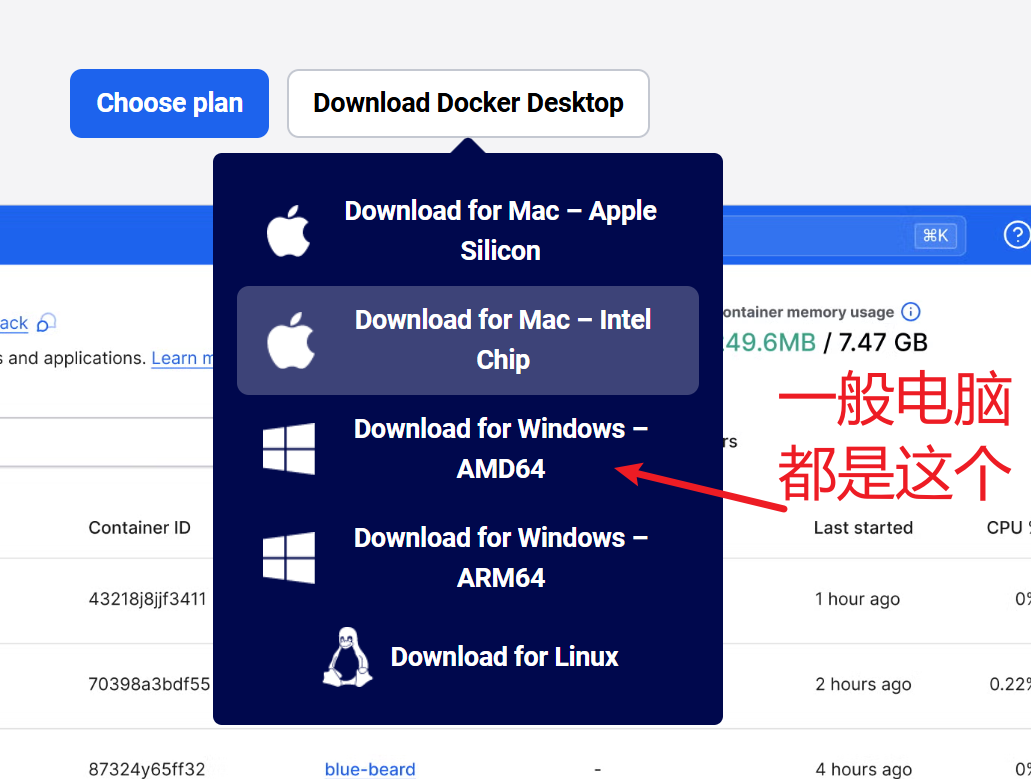 Choose plan
Download Docker Desktop
Download for Mac – Apple
Silicon
⌘K
Download for Mac – Intel
Chip
ontainer memory usage
ack
49.6MB / 7.47 GB
s and applications. Learn m
一般电脑
都是这个
Download for Windows –
AMD64
rs
Container ID
Last started
CPU %
Download for Windows –
ARM64
43218j8jjf3411
1 hour ago
0%
Download for Linux
70398a3bdf55
2 hours ago
0.22%
87324y65ff32
blue-beard
-
4 hours ago
0%